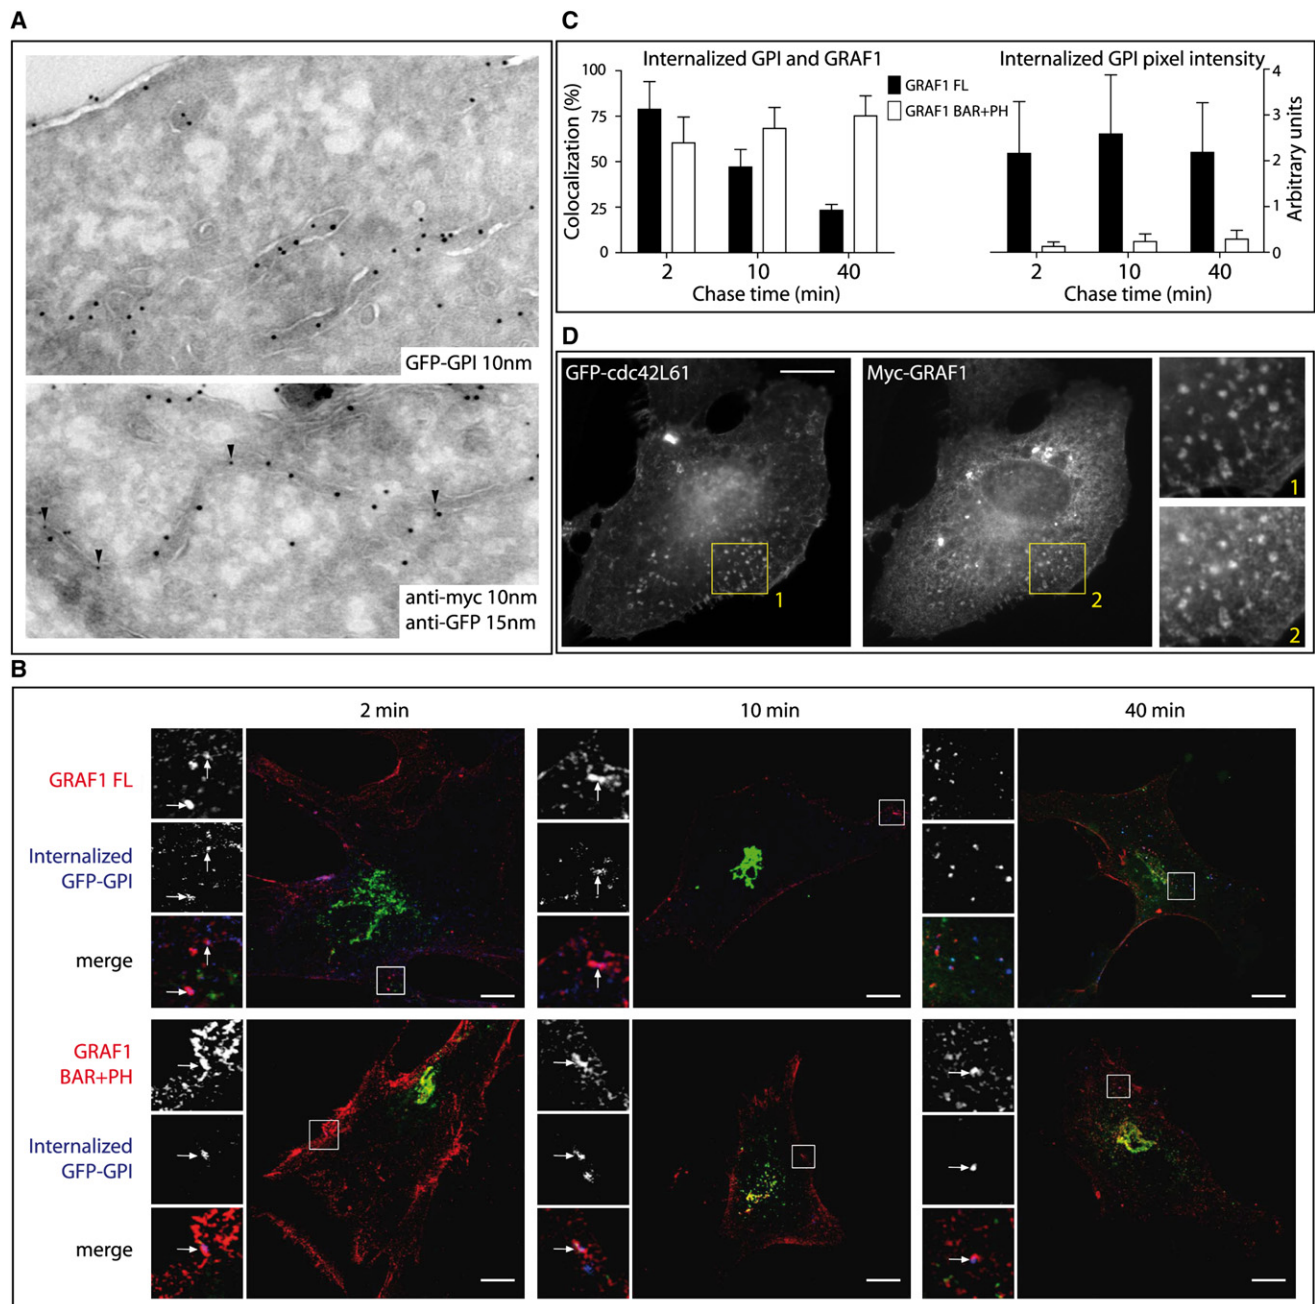 A
GFP-GPI 10nm
anti-myc 10nm
anti-GFP 15nm
C
Internalized GPI and GRAF1
Internalized GPI pixel intensity
GRAF1 FL
GRAF1 BAR+PH
Colocalization (%)
100
75
50
25
0
2
10
40
Chase time (min)
4
3
2
1
0
Arbitrary units
2
10
40
Chase time (min)
D
GFP-cdc42L61
Myc-GRAF1
1
2
1
2
B
2 min
10 min
40 min
GRAF1 FL
Internalized
GFP-GPI
merge
GRAF1
BAR+PH
Internalized
GFP-GPI
merge